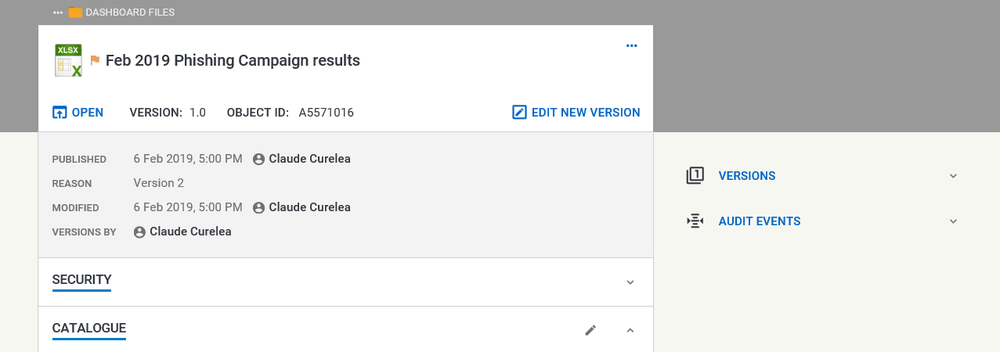 DASHBOARD FILES
XLSX
X
Feb 2019 Phishing Campaign results
OPEN VERSION: 1.0 OBJECT ID: A5571016 EDIT NEW VERSION
PUBLISHED 6 Feb 2019, 5:00 PM Claude Curelea
REASON Version 2
MODIFIED 6 Feb 2019, 5:00 PM Claude Curelea
VERSIONS BY Claude Curelea
SECURITY
CATALOGUE
1 VERSIONS
AUDIT EVENTS